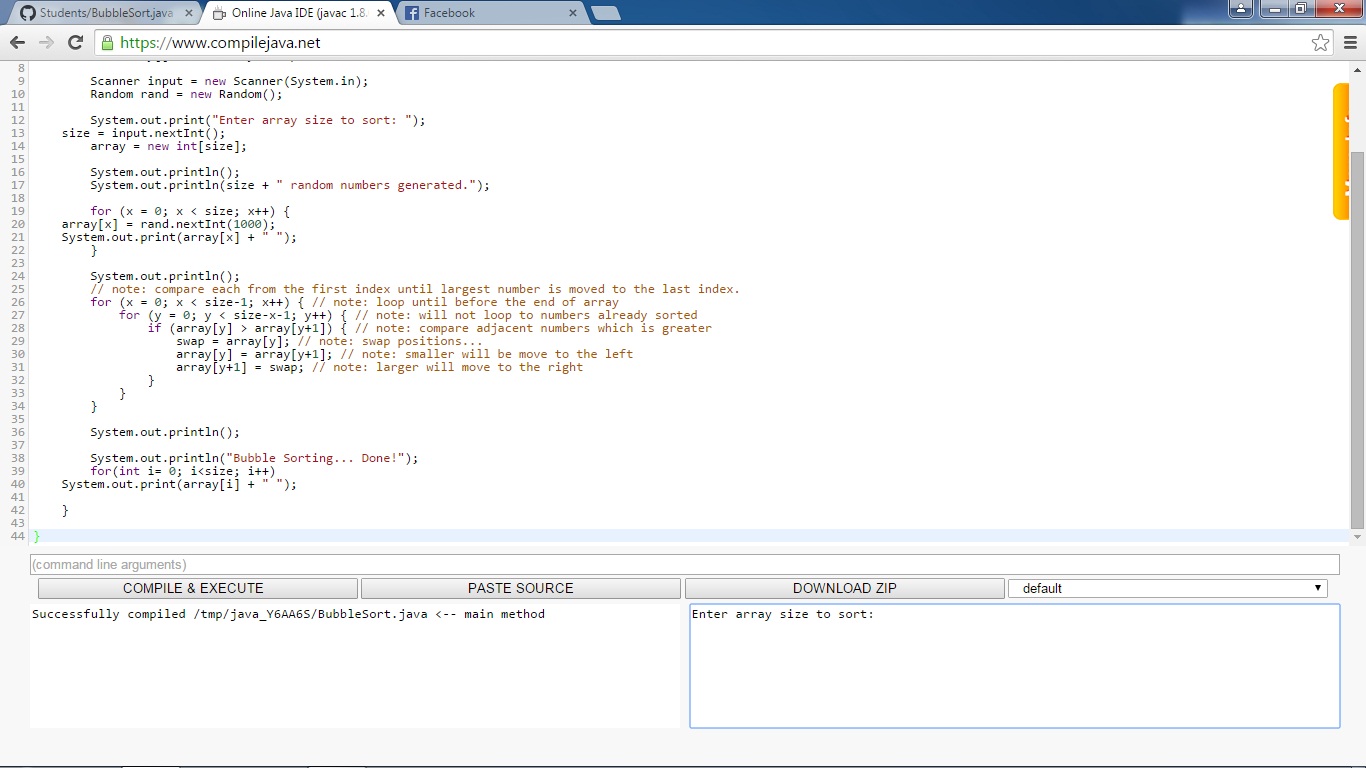 Students/BubbleSort.java
Online Java IDE (javac 1.8.
Facebook
https://www.compilejava.net
8
9 Scanner input = new Scanner(System.in);
10 Random rand = new Random();
11
12 System.out.print("Enter array size to sort: ");
13 size = input.nextInt();
14 array = new int[size];
15
16 System.out.println();
17 System.out.println(size + " random numbers generated.");
18
19 for (x = 0; x < size; x++) {
20 array[x] = rand.nextInt(1000);
21 System.out.print(array[x] + " ");
22 }
23
24 System.out.println();
25 // note: compare each from the first index until largest number is moved to the last index.
26 for (x = 0; x < size-1; x++) { // note: loop until before the end of array
27 for (y = 0; y < size-x-1; y++) { // note: will not loop to numbers already sorted
28 if (array[y] > array[y+1]) { // note: compare adjacent numbers which is greater
29 swap = array[y]; // note: swap positions...
30 array[y] = array[y+1]; // note: smaller will be move to the left
31 array[y+1] = swap; // note: larger will move to the right
32 }
33 }
34 }
35
36 System.out.println();
37
38 System.out.println("Bubble Sorting... Done!");
39 for(int i= 0; i<size; i++)
40 System.out.print(array[i] + " ");
41
42 }
43
44 }
(command line arguments)
COMPILE & EXECUTE
PASTE SOURCE
DOWNLOAD ZIP
default
Successfully compiled /tmp/java_Y6AA6S/BubbleSort.java <-- main method
Enter array size to sort: